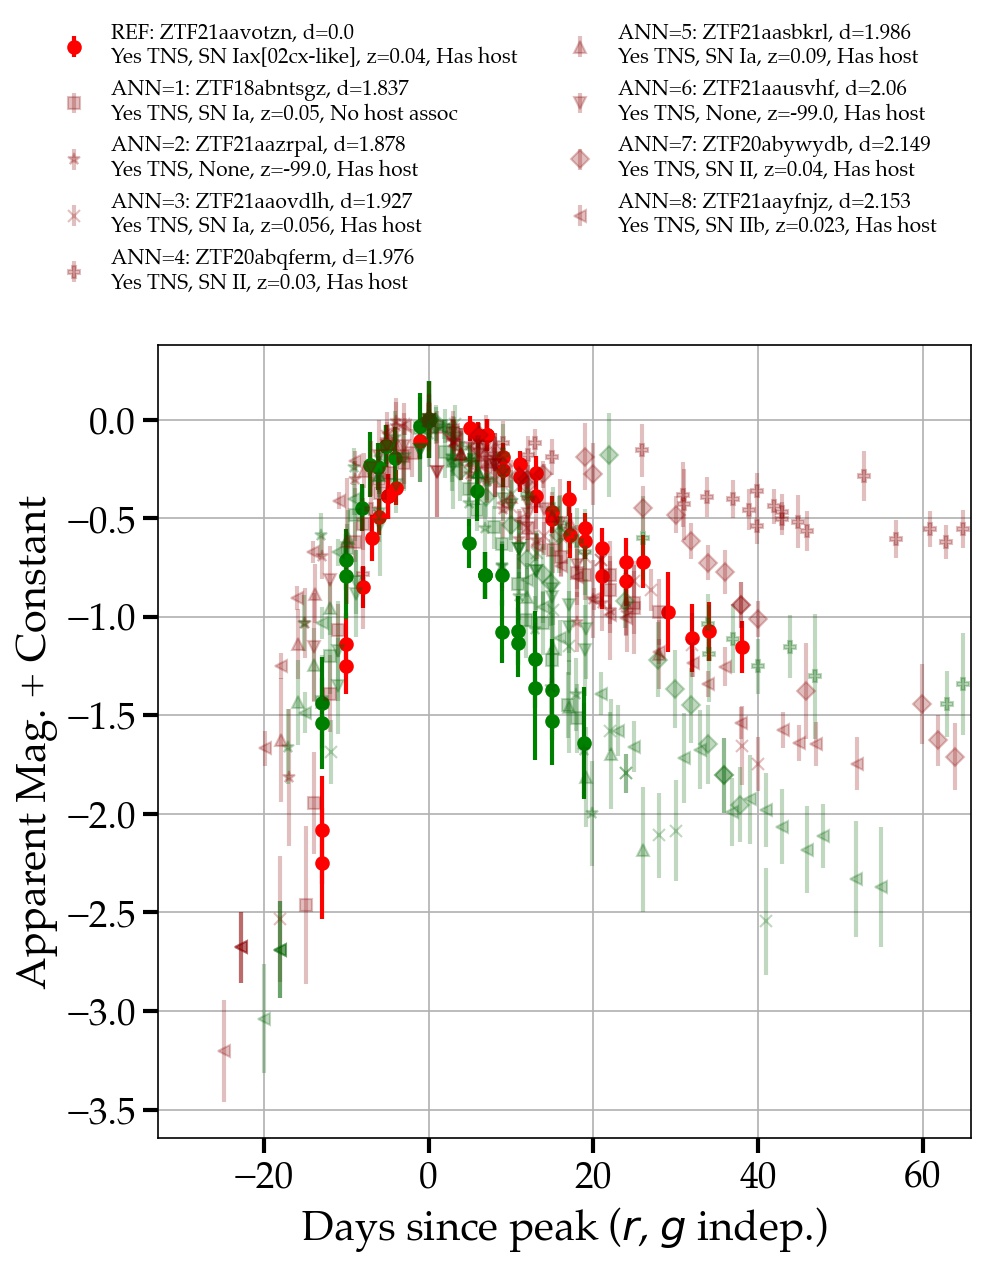 REF: ZTF21aavotzn, d=0.0
Yes TNS, SN Iax[02cx-like], z=0.04, Has host
ANN=1: ZTF18abntsgz, d=1.837
Yes TNS, SN Ia, z=0.05, No host assoc
ANN=2: ZTF21aazrpal, d=1.878
Yes TNS, None, z=-99.0, Has host
ANN=3: ZTF21aaovdlh, d=1.927
Yes TNS, SN Ia, z=0.056, Has host
ANN=4: ZTF20abqferm, d=1.976
Yes TNS, SN II, z=0.03, Has host
ANN=5: ZTF21aasbkrl, d=1.986
Yes TNS, SN Ia, z=0.09, Has host
ANN=6: ZTF21aausvhf, d=2.06
Yes TNS, None, z=-99.0, Has host
ANN=7: ZTF20abywydb, d=2.149
Yes TNS, SN II, z=0.04, Has host
ANN=8: ZTF21aayfnjz, d=2.153
Yes TNS, SN IIb, z=0.023, Has host
Apparent Mag. + Constant
0.0
−0.5
−1.0
−1.5
−2.0
−2.5
−3.0
−3.5
−20 0 20 40 60
Days since peak (r, g indep.)